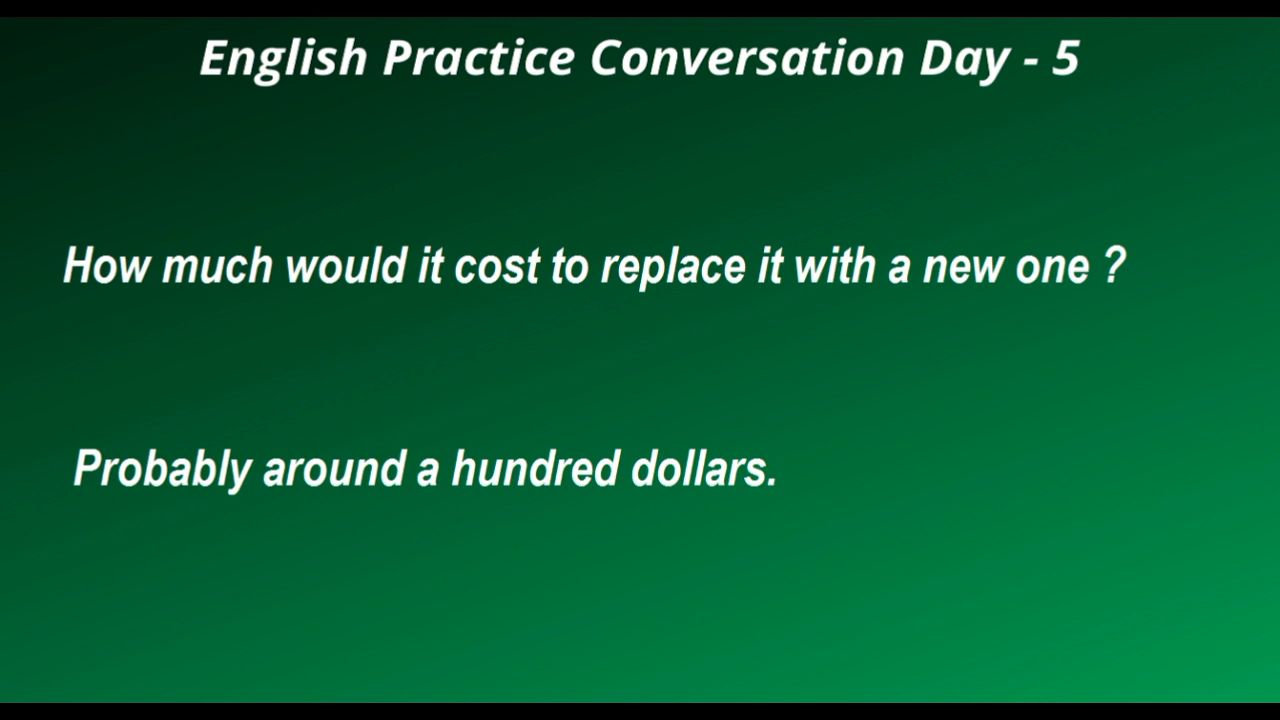 English Practice Conversation Day - 5
How much would it cost to replace it with a new one ?
Probably around a hundred dollars.